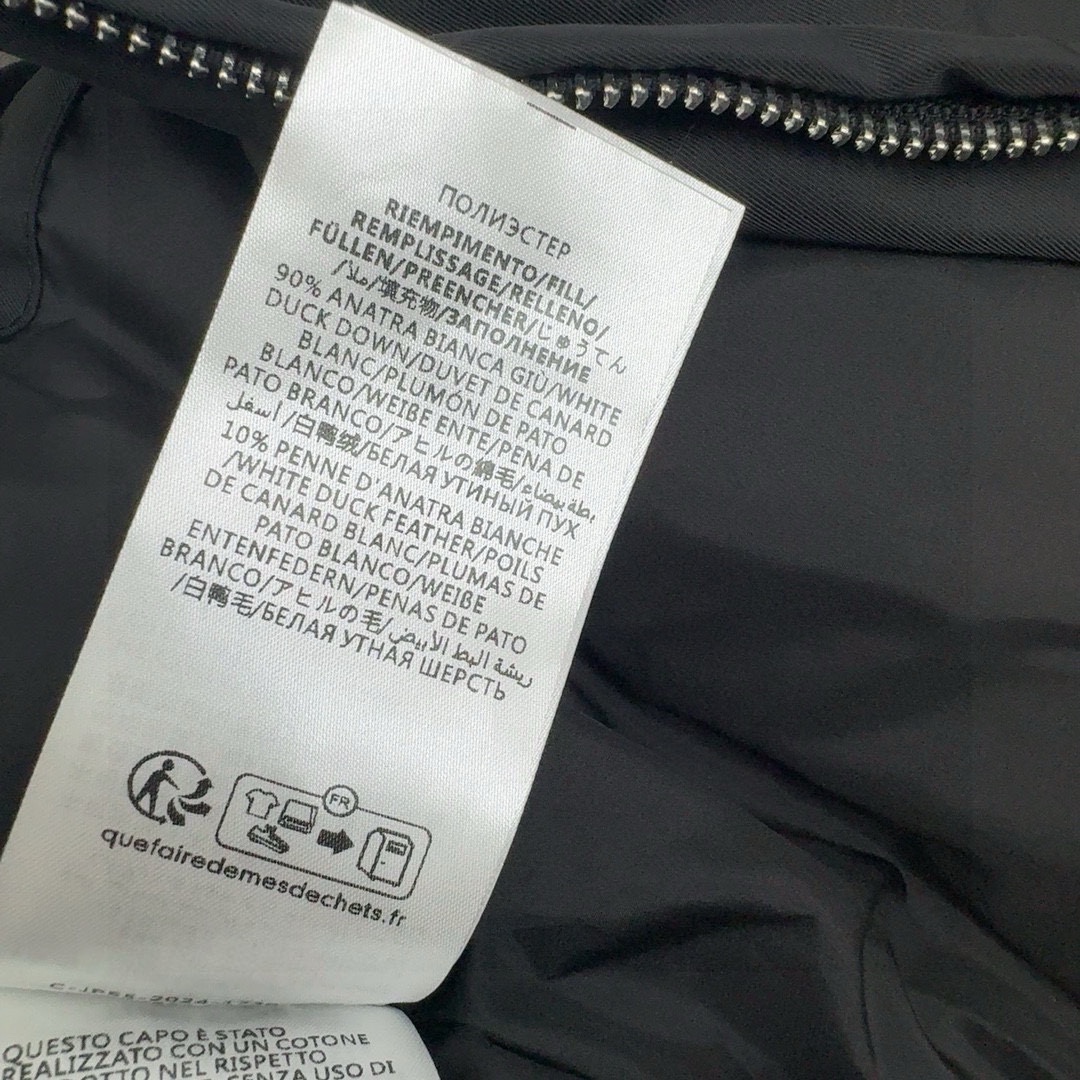 ПОЛИЭСТЕР
RIEMPIMENTO/FILL/
REMPLISSAGE/RELLENO/
FÜLLEN/PREENCHER/じゅうてん
/ملأ/填充物/ЗАПОЛНЕНИЕ
90% ANATRA BIANCA GIÙ/WHITE
DUCK DOWN/DUVET DE CANARD
BLANC/PLUMÓN DE PATO
BLANCO/WEIßE ENTE/PENA DE
PATO BRANCO/アヒルの綿毛/بطة بيضاء
أسفل/白鸭绒/БЕЛАЯ УТИНЫЙ ПУХ
10% PENNE D'ANATRA BIANCHE
/WHITE DUCK FEATHER/POILS
DE CANARD BLANC/PLUMAS DE
PATO BLANCO/WEIßE
ENTENFEDERN/PENAS DE PATO
BRANCO/アヒルの毛/ريشة البط الأبيض
/白鸭毛/БЕЛАЯ УТНАЯ ШЕРСТЬ
FR
quefairedemesdechets.fr
QUESTO CAPO È STATO
REALIZZATO CON UN COTONE
NEL RISPETTO
SENZA USO DI